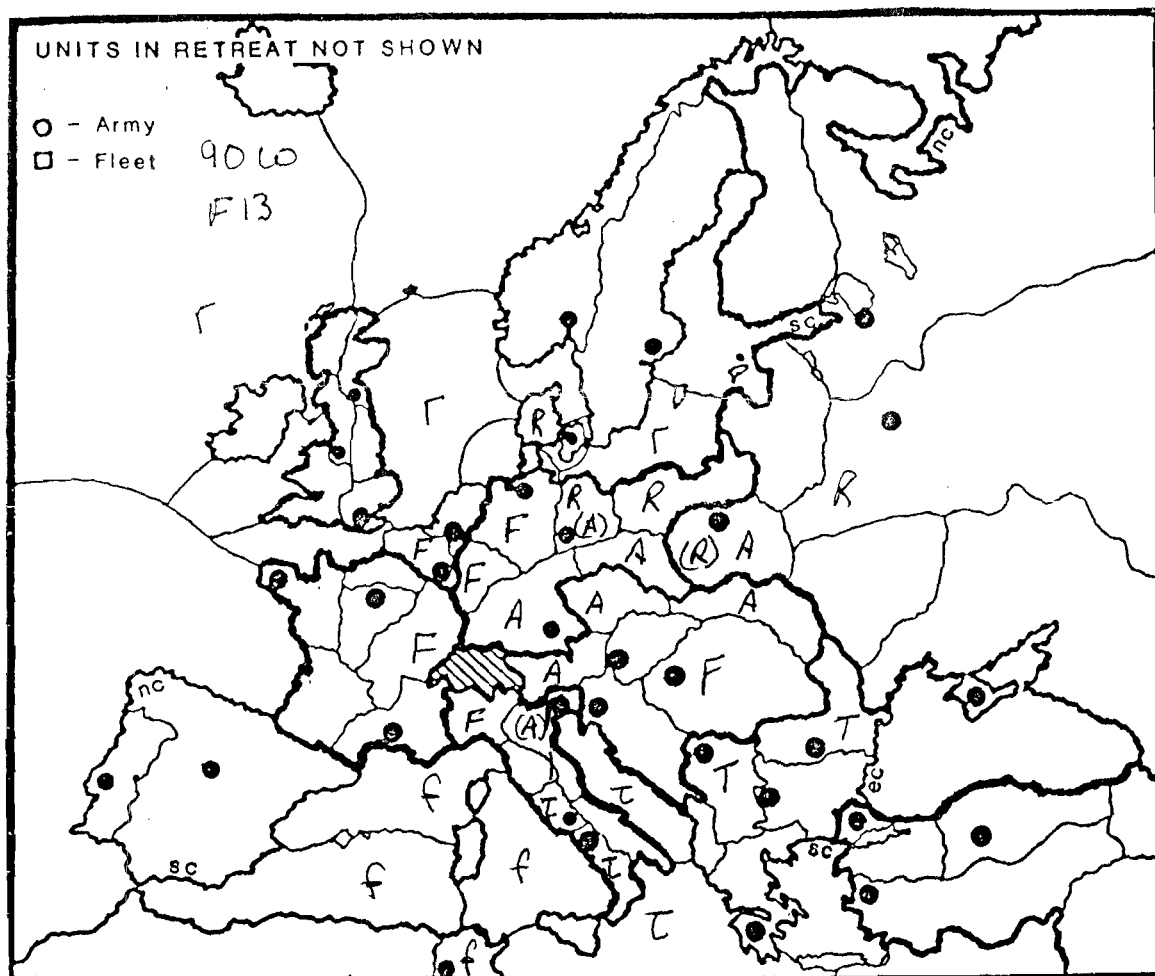 UNITS IN RETREAT NOT SHOWN
- Army
- Fleet
90
F13
nc
sc
Γ
Γ
R
Γ
R
R
(A)
R
F
F
F
A
(R)
A
A
A
A
F
A
F
F
(A)
nc
T
T
ec
f
τ
τ
sc
sc
f
f
τ
τ
f